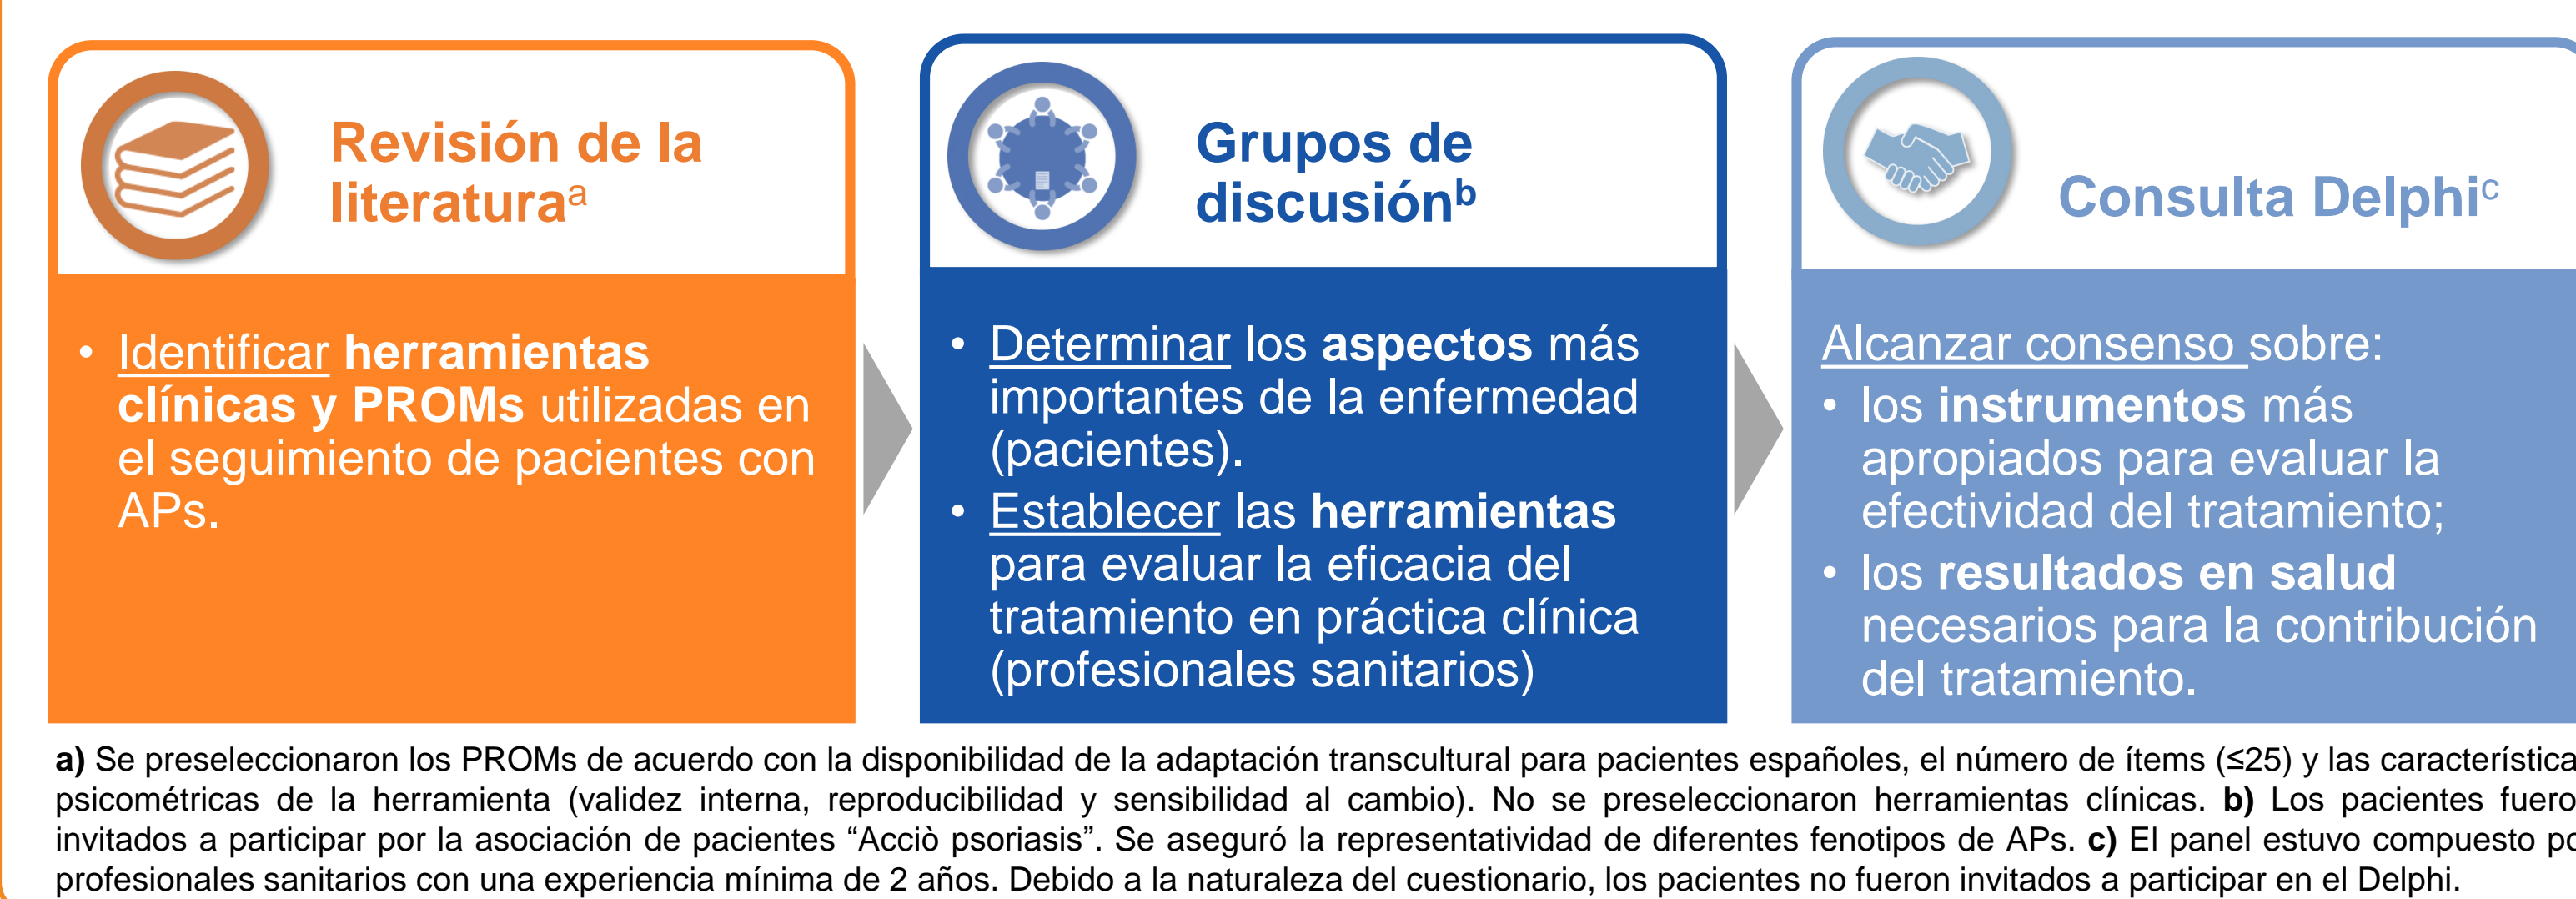 Revisión de la
literaturaᵃ
• Identificar herramientas
clínicas y PROMs utilizadas en
el seguimiento de pacientes con
APs.
Grupos de
discusiónᵇ
• Determinar los aspectos más
importantes de la enfermedad
(pacientes).
• Establecer las herramientas
para evaluar la eficacia del
tratamiento en práctica clínica
(profesionales sanitarios)
Consulta Delphiᶜ
Alcanzar consenso sobre:
• los instrumentos más
apropiados para evaluar la
efectividad del tratamiento;
• los resultados en salud
necesarios para la contribución
del tratamiento.
a) Se preseleccionaron los PROMs de acuerdo con la disponibilidad de la adaptación transcultural para pacientes españoles, el número de ítems (≤25) y las característica
psicométricas de la herramienta (validez interna, reproducibilidad y sensibilidad al cambio). No se preseleccionaron herramientas clínicas. b) Los pacientes fuero
invitados a participar por la asociación de pacientes “Acciò psoriasis”. Se aseguró la representatividad de diferentes fenotipos de APs. c) El panel estuvo compuesto po
profesionales sanitarios con una experiencia mínima de 2 años. Debido a la naturaleza del cuestionario, los pacientes no fueron invitados a participar en el Delphi.